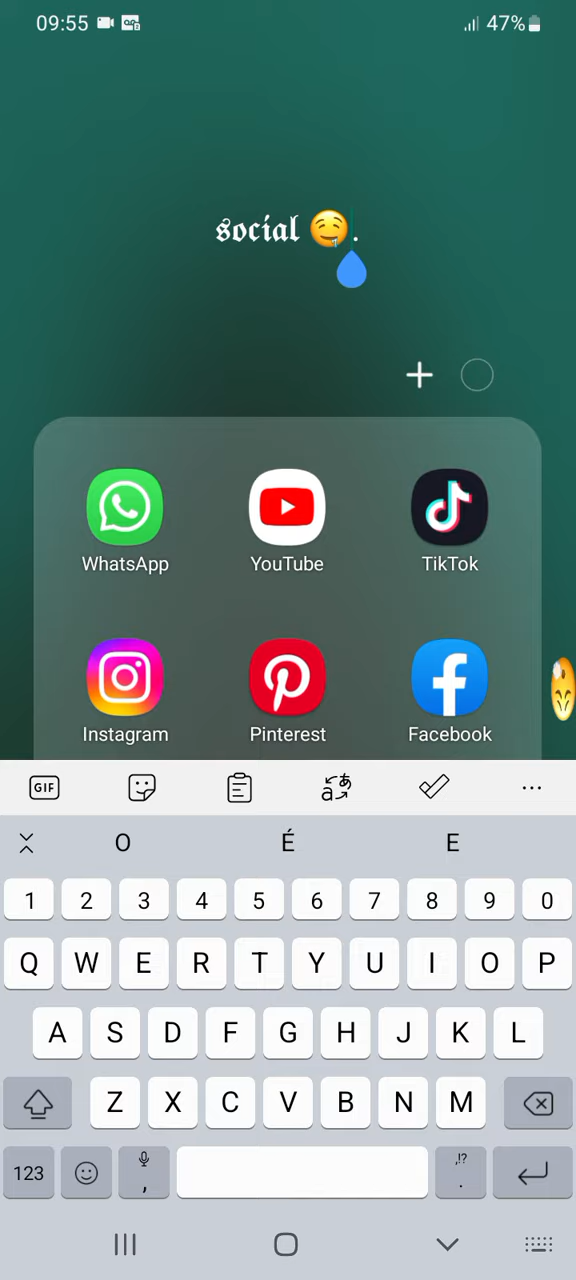 09:55 47%
𝖘𝖔𝖈𝖎𝖆𝖑 🤤.
WhatsApp YouTube TikTok
Instagram Pinterest Facebook
GIF
O É E
1 2 3 4 5 6 7 8 9 0
Q W E R T Y U I O P
A S D F G H J K L
Z X C V B N M
123 , ,!? .